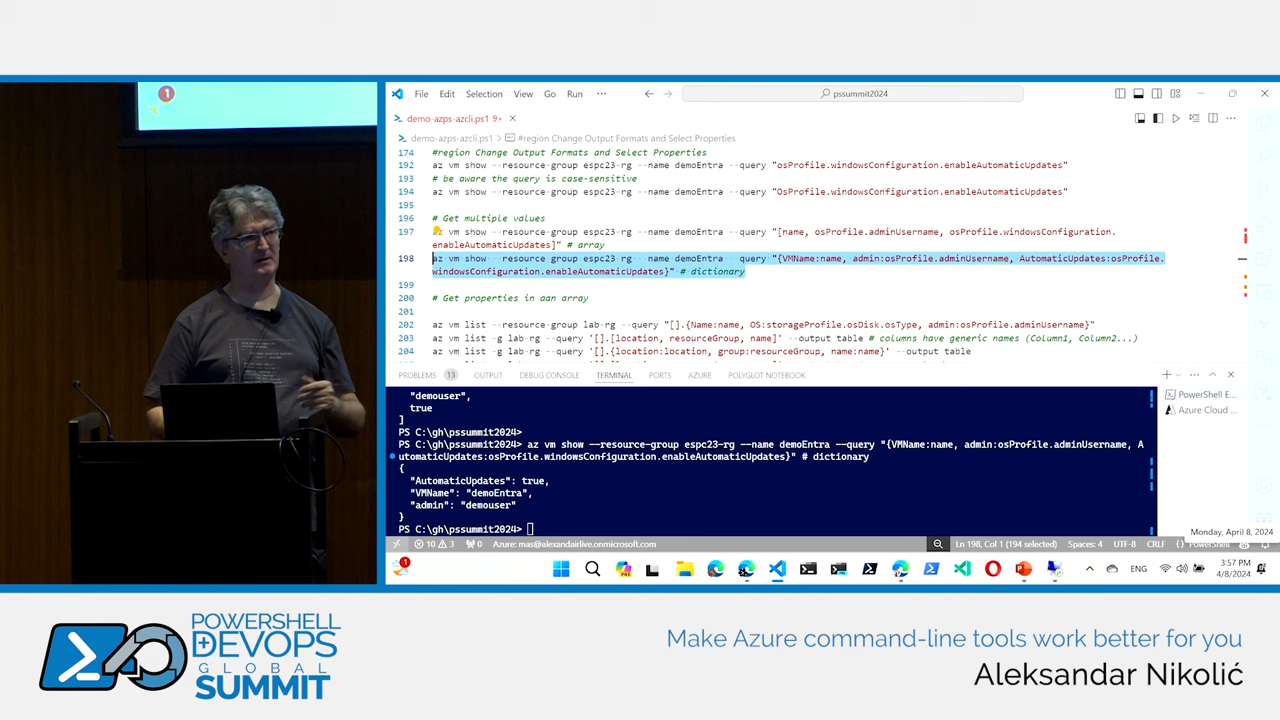 1
File Edit Selection View Go Run ··· pssummit2024
demo-azps-azcli.ps1 9+
demo-azps-azcli.ps1 #region Change Output Formats and Select Properties
174 #region Change Output Formats and Select Properties
192 az vm show --resource-group espc23-rg --name demoEntra --query "osProfile.windowsConfiguration.enableAutomaticUpdates"
193 # be aware the query is case-sensitive
194 az vm show --resource-group espc23-rg --name demoEntra --query "OsProfile.windowsConfiguration.enableAutomaticUpdates"
195
196 # Get multiple values
197 az vm show --resource-group espc23-rg --name demoEntra --query "[name, osProfile.adminUsername, osProfile.windowsConfiguration.
enableAutomaticUpdates]" # array
198 az vm show --resource-group espc23-rg --name demoEntra --query "{VMName:name, admin:osProfile.adminUsername, AutomaticUpdates:osProfile.
windowsConfiguration.enableAutomaticUpdates}" # dictionary
199
200 # Get properties in aan array
201
202 az vm list --resource-group lab-rg --query "[].{Name:name, OS:storageProfile.osDisk.osType, admin:osProfile.adminUsername}"
203 az vm list -g lab-rg --query '[].[location, resourceGroup, name]' --output table # columns have generic names (Column1, Column2...)
204 az vm list -g lab-rg --query '[].{location:location, group:resourceGroup, name:name}' --output table
PROBLEMS 13 OUTPUT DEBUG CONSOLE TERMINAL PORTS AZURE POLYGLOT NOTEBOOK
"demouser",
true
]
PS C:\gh\pssummit2024>
PS C:\gh\pssummit2024> az vm show --resource-group espc23-rg --name demoEntra --query "{VMName:name, admin:osProfile.adminUsername, A
utomaticUpdates:osProfile.windowsConfiguration.enableAutomaticUpdates}" # dictionary
{
"AutomaticUpdates": true,
"VMName": "demoEntra",
"admin": "demouser"
}
PS C:\gh\pssummit2024>
PowerShell E...
Azure Cloud ...
Monday, April 8, 2024
10 3 0 Azure: mas@alexandairlive.onmicrosoft.com Ln 198, Col 1 (194 selected) Spaces: 4 UTF-8 CRLF {} PowerShell
1 ENG 3:57 PM
4/8/2024
POWERSHELL
+ DEVOPS
GLOBAL
SUMMIT
Make Azure command-line tools work better for you
Aleksandar Nikolić